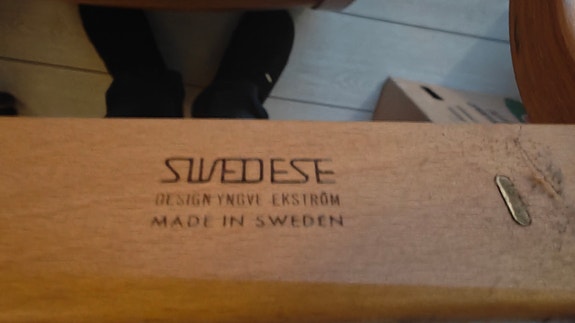 SWEDESE
DESIGN YNGVE EKSTRÖM
MADE IN SWEDEN